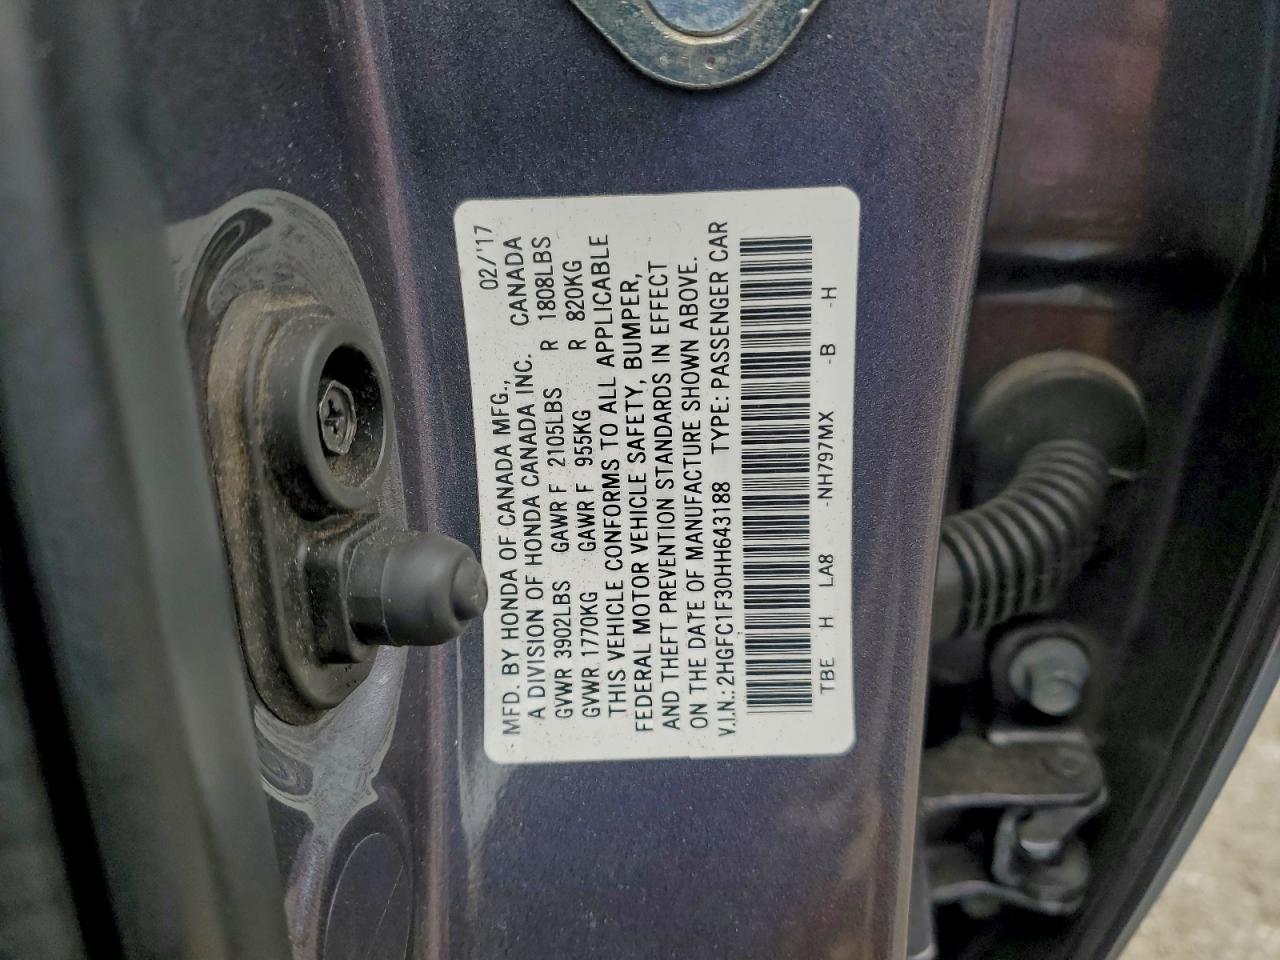 02/'17
MFD. BY HONDA OF CANADA MFG.,
A DIVISION OF HONDA CANADA INC. CANADA
GVWR 3902LBS GAWR F 2105LBS R 1808LBS
GVWR 1770KG GAWR F 955KG R 820KG
THIS VEHICLE CONFORMS TO ALL APPLICABLE
FEDERAL MOTOR VEHICLE SAFETY, BUMPER,
AND THEFT PREVENTION STANDARDS IN EFFECT
ON THE DATE OF MANUFACTURE SHOWN ABOVE.
V.I.N.: 2HGFC1F30HH643188 TYPE: PASSENGER CAR
TBE H LA8 -NH797MX -B -H